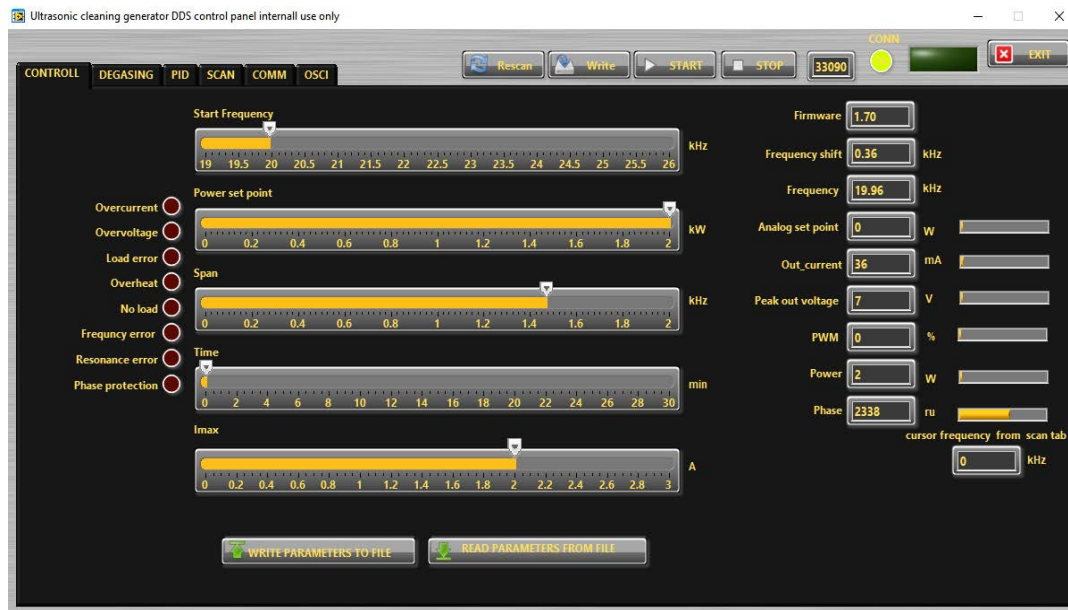 Ultrasonic cleaning generator DDS control panel internall use only
CONN
CONTROLL DEGASING PID SCAN COMM OSCI
Rescan Write START STOP 33090 EXIT
Start Frequency
19 19.5 20 20.5 21 21.5 22 22.5 23 23.5 24 24.5 25 25.5 26
kHz
Power set point
0 0.2 0.4 0.6 0.8 1 1.2 1.4 1.6 1.8 2
kW
Span
0 0.2 0.4 0.6 0.8 1 1.2 1.4 1.6 1.8 2
kHz
Time
0 2 4 6 8 10 12 14 16 18 20 22 24 26 28 30
min
Imax
0 0.2 0.4 0.6 0.8 1 1.2 1.4 1.6 1.8 2 2.2 2.4 2.6 2.8 3
A
Overcurrent
Overvoltage
Load error
Overheat
No load
Frequncy error
Resonance error
Phase protection
Firmware 1.70
Frequency shift 0.36 kHz
Frequency 19.96 kHz
Analog set point 0 W
Out_current 36 mA
Peak out voltage 7 V
PWM 0 %
Power 2 W
Phase 2338 ru
cursor frequency from scan tab
0 kHz
WRITE PARAMETERS TO FILE
READ PARAMETERS FROM FILE